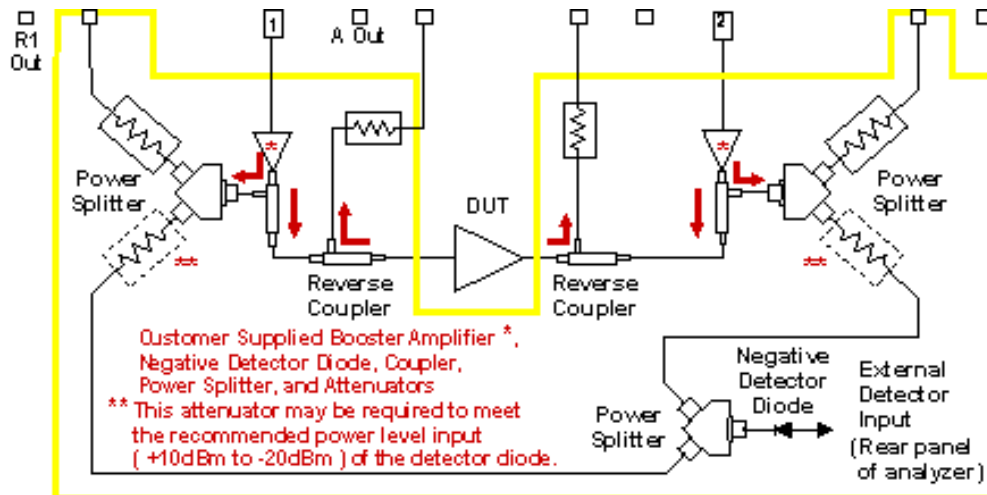 R1
Out
1
A Out
2
Power
Splitter
**
*
DUT
*
Power
Splitter
**
Reverse
Coupler
Reverse
Coupler
Customer Supplied Booster Amplifier *,
Negative Detector Diode, Coupler,
Power Splitter, and Attenuators
** This attenuator may be required to meet
the recommended power level input
( +10dBm to -20dBm ) of the detector diode.
Power
Splitter
Negative
Detector
Diode
External
Detector
Input
(Rear panel
of analyzer)